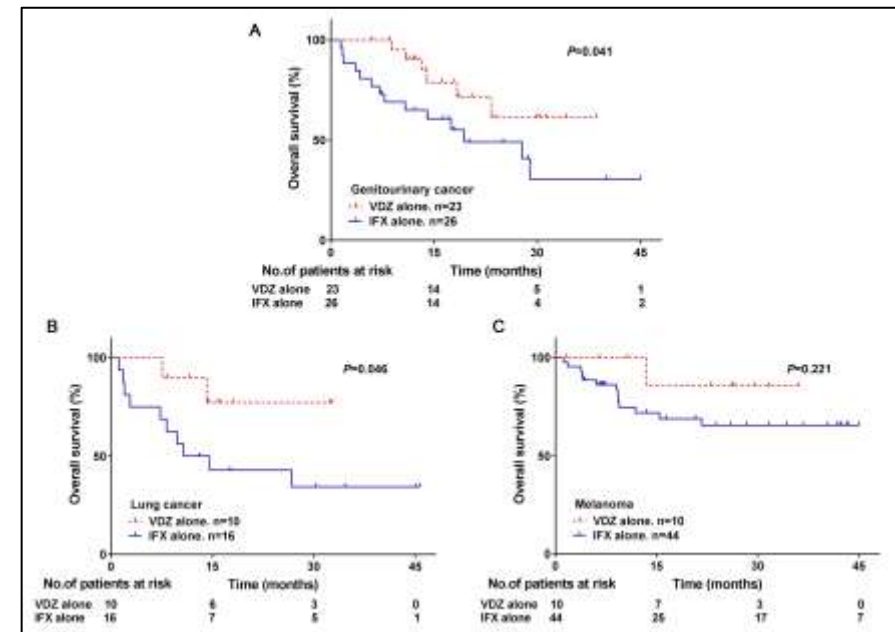 A
P=0.041
Overall survival (%)
100
50
0
Genitourinary cancer
VDZ alone. n=23
IFX alone. n=26
0 15 30 45
No.of patients at risk Time (months)
VDZ alone 23 14 5 1
IFX alone 26 14 4 2
B
P=0.046
Overall survival (%)
100
50
0
Lung cancer
VDZ alone. n=10
IFX alone. n=16
0 15 30 45
No.of patients at risk Time (months)
VDZ alone 10 6 3 0
IFX alone 16 7 5 1
C
P=0.221
Overall survival (%)
100
50
0
Melanoma
VDZ alone. n=10
IFX alone. n=44
0 15 30 45
No.of patients at risk Time (months)
VDZ alone 10 7 3 0
IFX alone 44 25 17 7